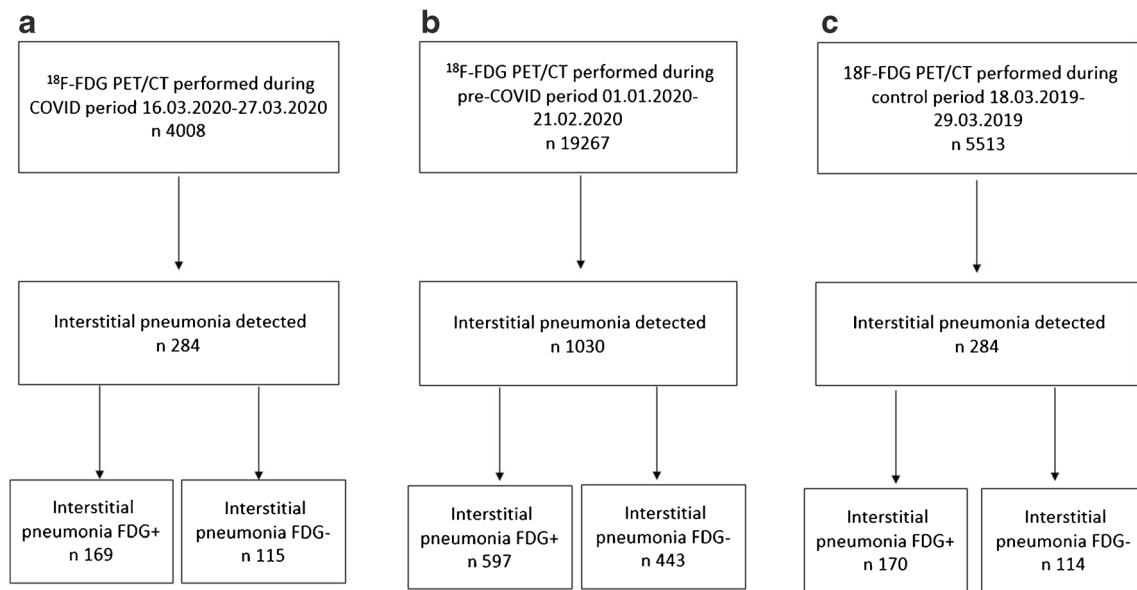 a
¹⁸F-FDG PET/CT performed during
COVID period 16.03.2020-27.03.2020
n 4008
Interstitial pneumonia detected
n 284
Interstitial
pneumonia FDG+
n 169
Interstitial
pneumonia FDG-
n 115
b
¹⁸F-FDG PET/CT performed during
pre-COVID period 01.01.2020-
21.02.2020
n 19267
Interstitial pneumonia detected
n 1030
Interstitial
pneumonia FDG+
n 597
Interstitial
pneumonia FDG-
n 443
c
18F-FDG PET/CT performed during
control period 18.03.2019-
29.03.2019
n 5513
Interstitial pneumonia detected
n 284
Interstitial
pneumonia FDG+
n 170
Interstitial
pneumonia FDG-
n 114